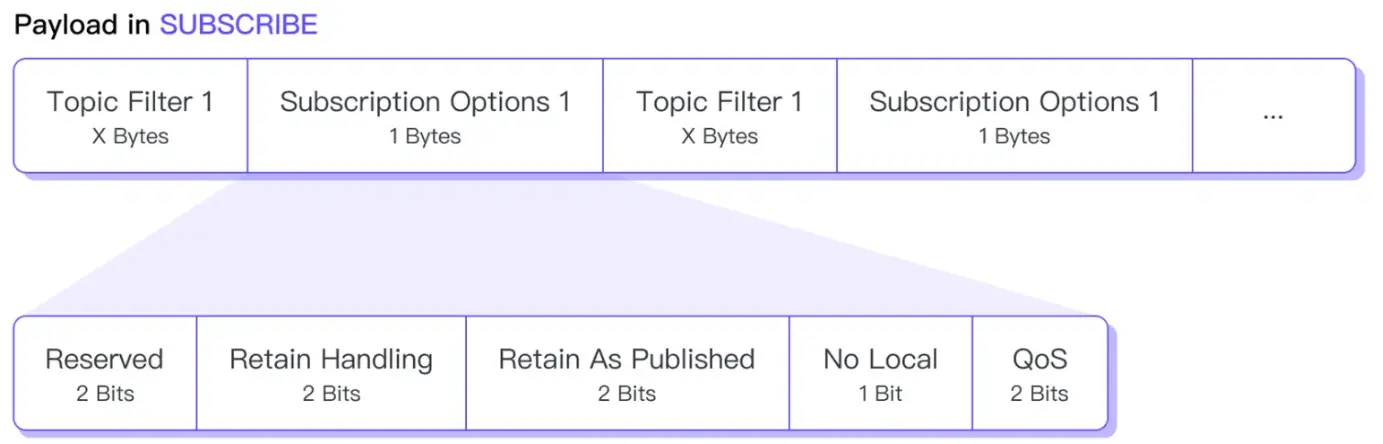 Payload in SUBSCRIBE
Topic Filter 1
X Bytes
Subscription Options 1
1 Bytes
Topic Filter 1
X Bytes
Subscription Options 1
1 Bytes
...
Reserved
2 Bits
Retain Handling
2 Bits
Retain As Published
2 Bits
No Local
1 Bit
QoS
2 Bits